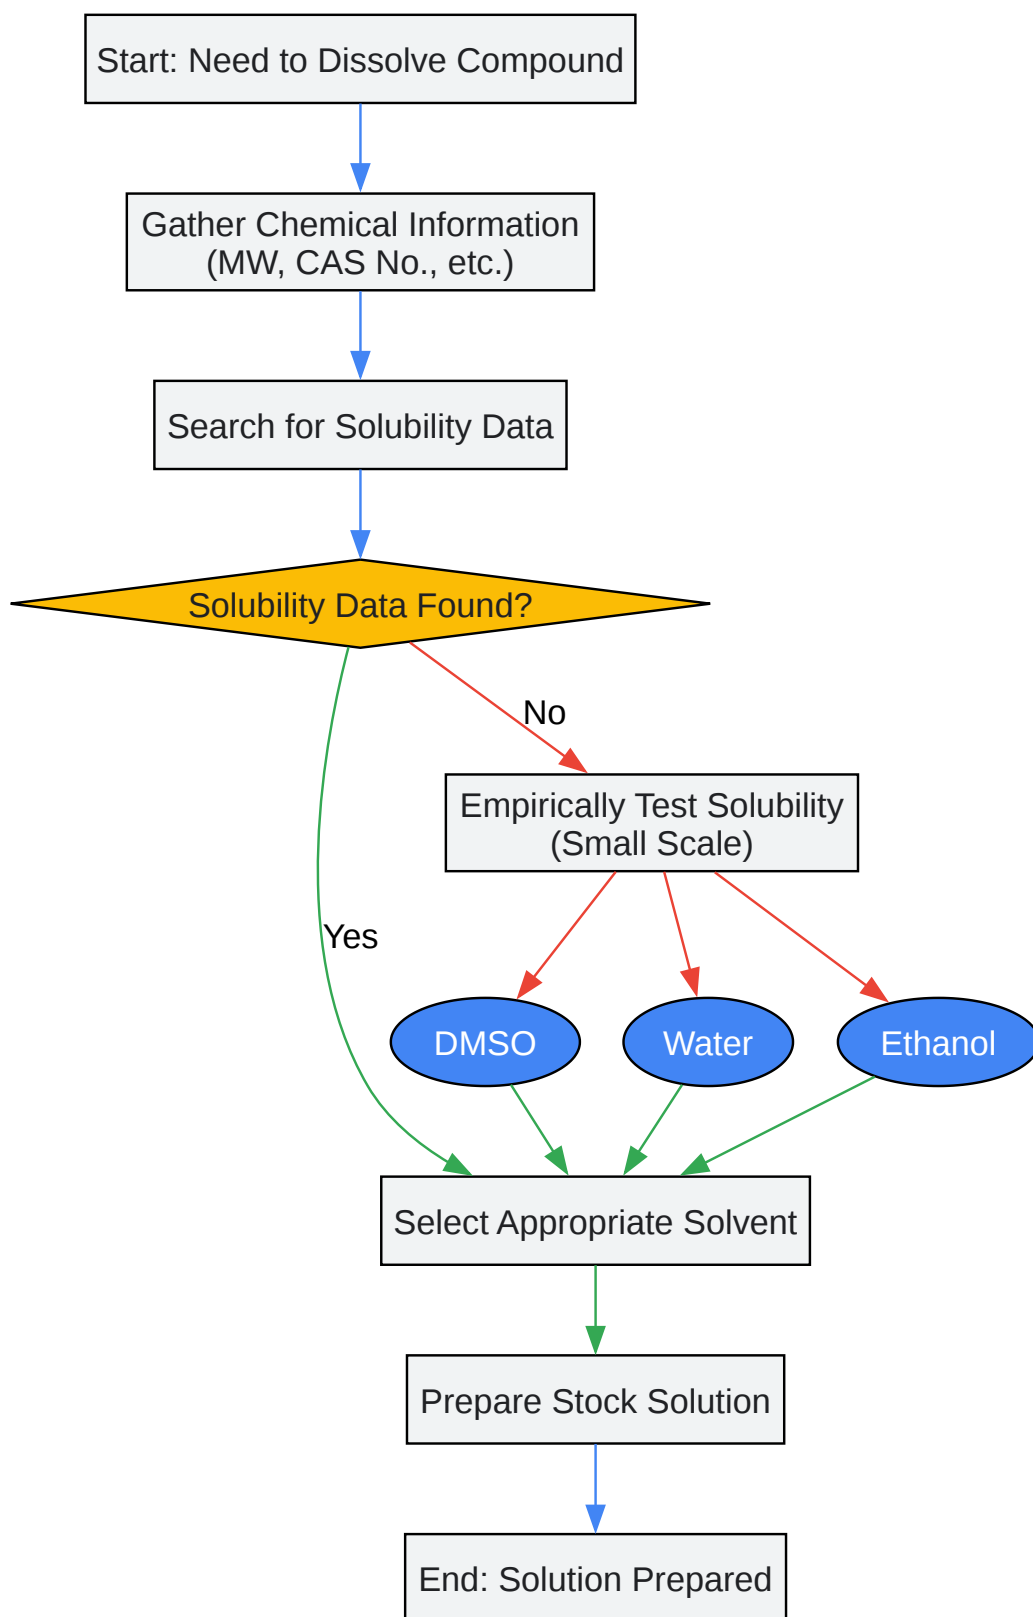 Start: Need to Dissolve Compound
Gather Chemical Information
(MW, CAS No., etc.)
Search for Solubility Data
Solubility Data Found?
No
Empirically Test Solubility
(Small Scale)
Yes
DMSO
Water
Ethanol
Select Appropriate Solvent
Prepare Stock Solution
End: Solution Prepared